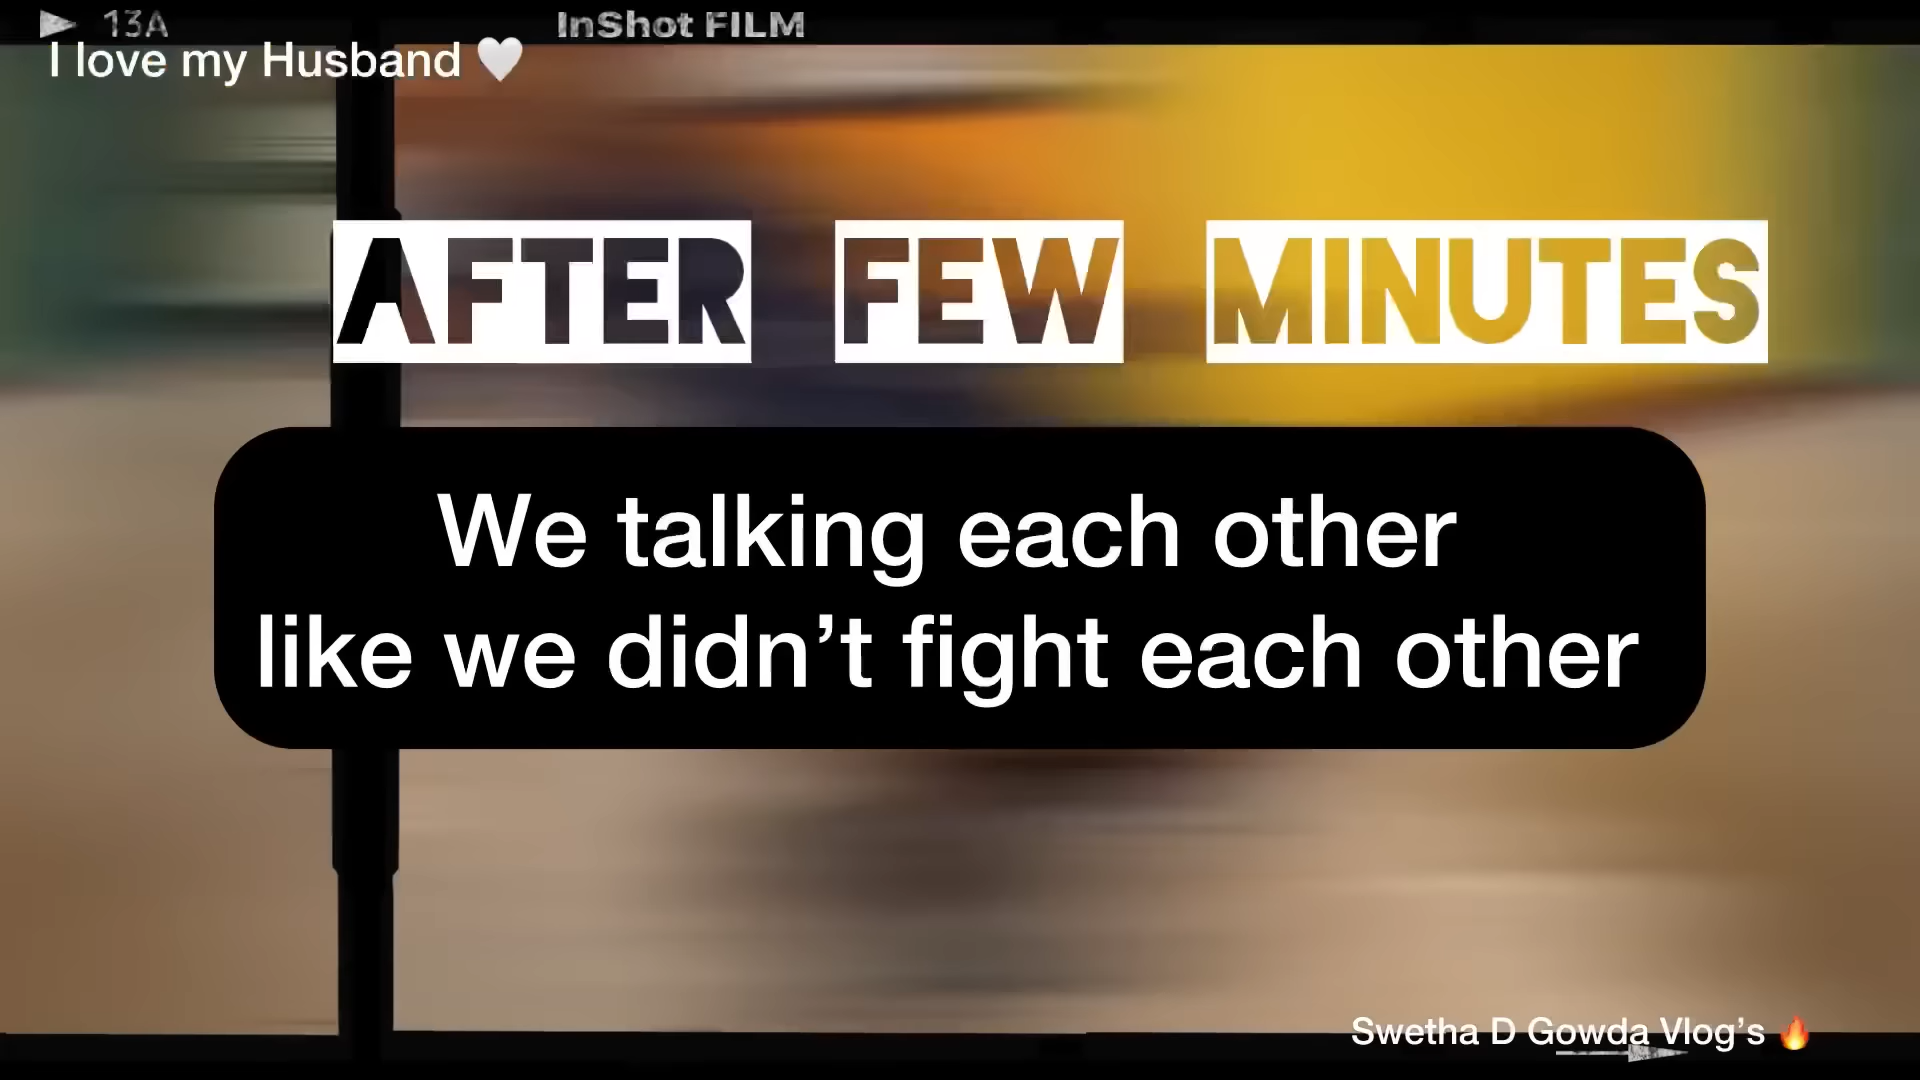 13A InShot FILM
I love my Husband 🤍
AFTER FEW MINUTES
We talking each other
like we didn’t fight each other
Swetha D Gowda Vlog’s 🔥